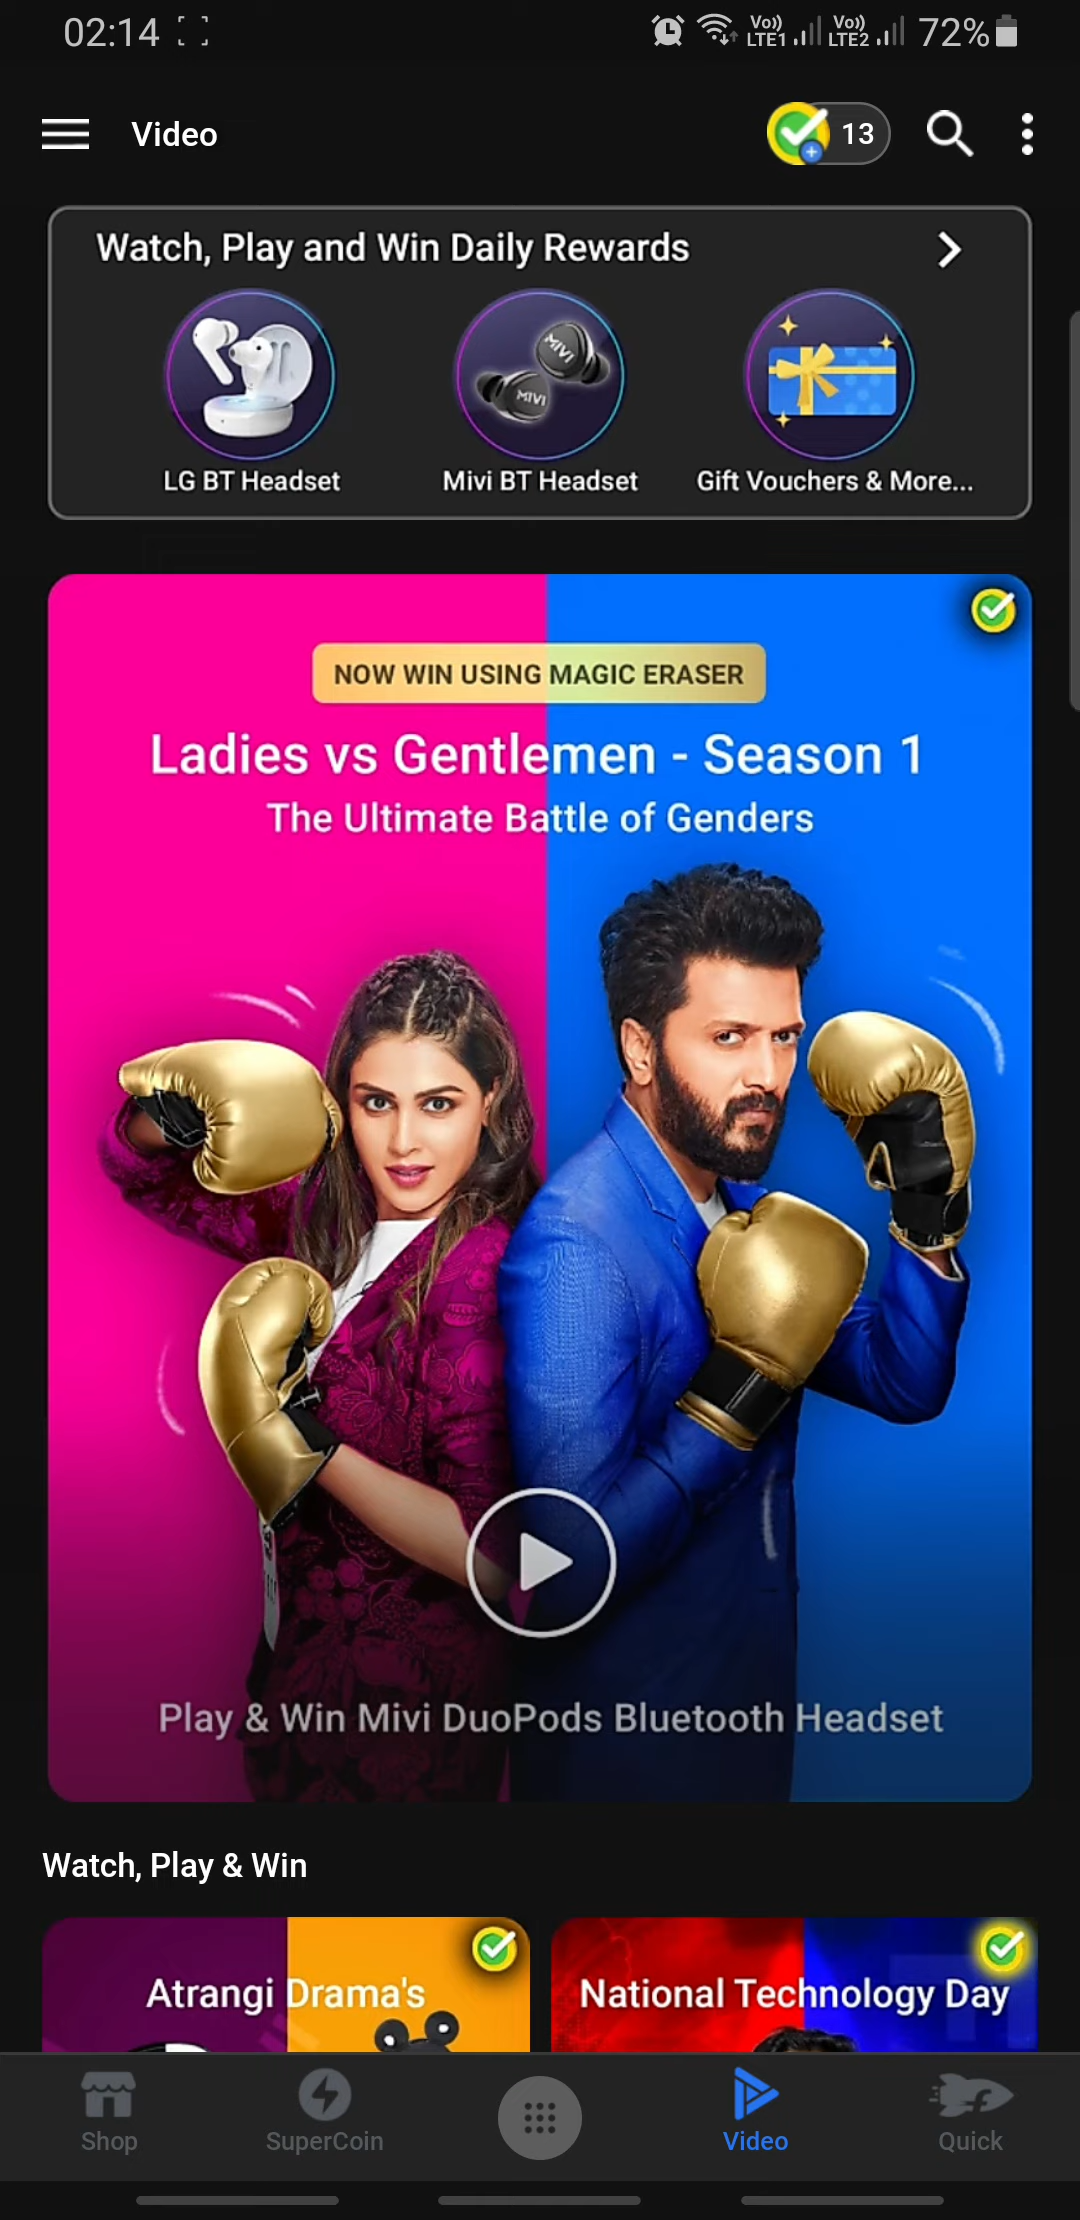 02:14
Vo)) LTE1 Vo)) LTE2 72%
Video
13
Watch, Play and Win Daily Rewards
MIVI
MIVI
LG BT Headset
Mivi BT Headset
Gift Vouchers & More...
NOW WIN USING MAGIC ERASER
Ladies vs Gentlemen - Season 1
The Ultimate Battle of Genders
Play & Win Mivi DuoPods Bluetooth Headset
Watch, Play & Win
Atrangi Drama's
National Technology Day
Shop
SuperCoin
Video
Quick